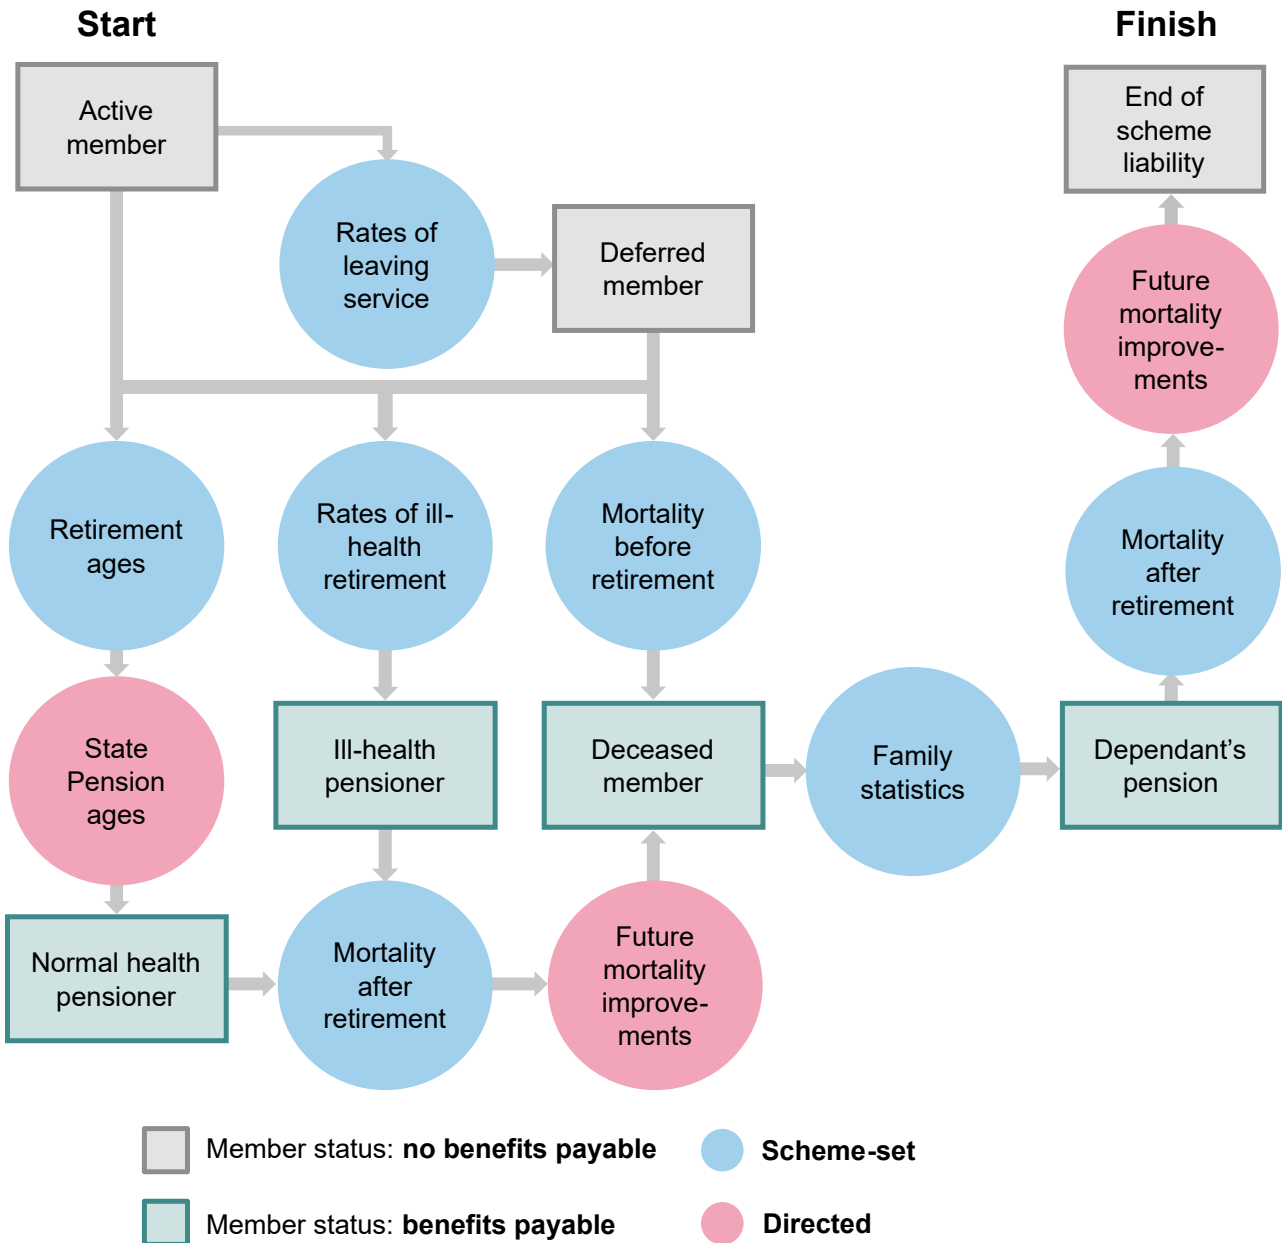 Start
Finish
Active
member
End of
scheme
liability
Rates of
leaving
service
Deferred
member
Future
mortality
improve-
ments
Retirement
ages
Rates of ill-
health
retirement
Mortality
before
retirement
Mortality
after
retirement
State
Pension
ages
Ill-health
pensioner
Deceased
member
Family
statistics
Dependant’s
pension
Normal health
pensioner
Mortality
after
retirement
Future
mortality
improve-
ments
Member status: no benefits payable
Scheme-set
Member status: benefits payable
Directed